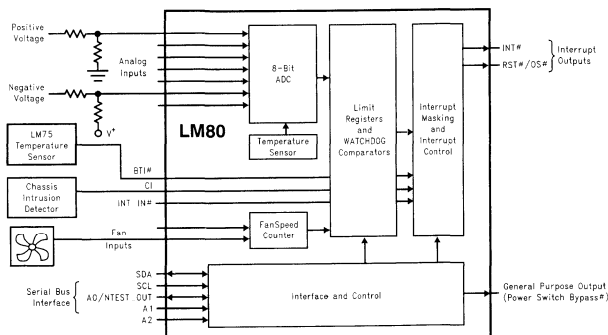 Positive
Voltage
Analog
Inputs
Negative
Voltage
V+
8-Bit
ADC
LM80
Temperature
Sensor
Limit
Registers
and
WATCHDOG
Comparators
Interrupt
Masking
and
Interrupt
Control
INT#
RST#/OS#
Interrupt
Outputs
LM75
Temperature
Sensor
BTI#
Chassis
Intrusion
Detector
CI
INT IN#
Fan
Inputs
FanSpeed
Counter
Serial Bus
Interface
SDA
SCL
AO/NTEST OUT
A1
A2
Interface and Control
General Purpose Output
(Power Switch Bypass#)